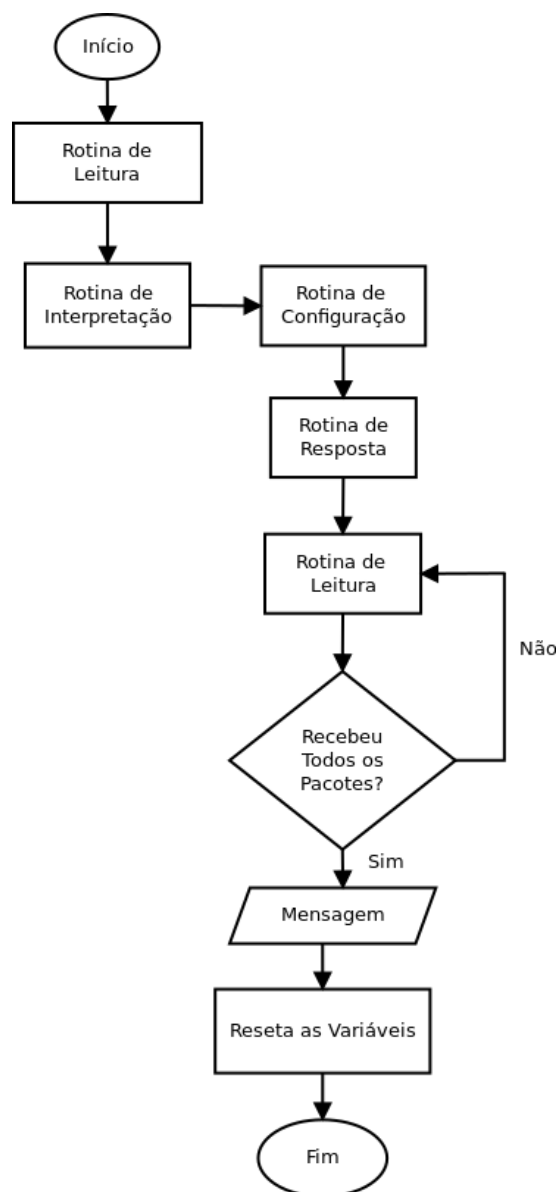 Início
Rotina de
Leitura
Rotina de
Interpretação
Rotina de
Configuração
Rotina de
Resposta
Rotina de
Leitura
Não
Recebeu
Todos os
Pacotes?
Sim
Mensagem
Reseta as Variáveis
Fim